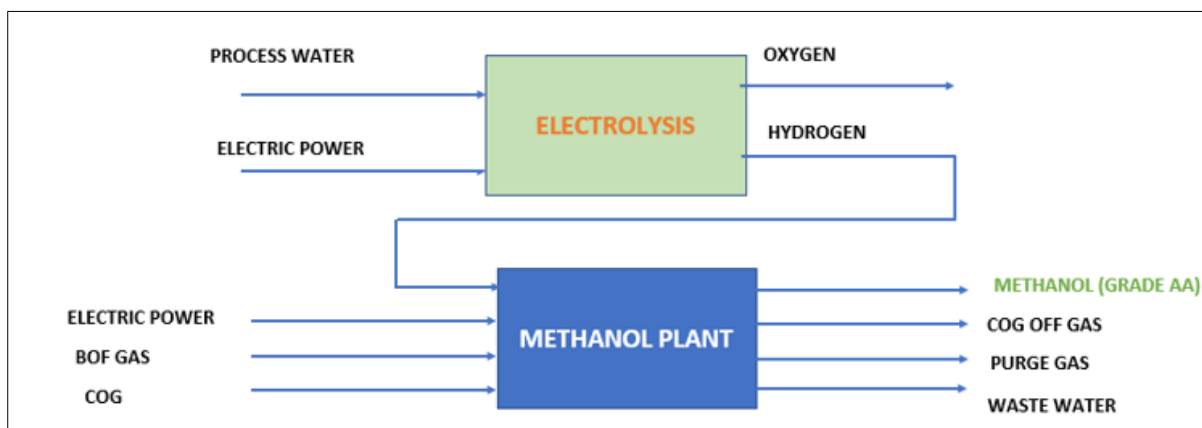 PROCESS WATER
ELECTRIC POWER
ELECTROLYSIS
OXYGEN
HYDROGEN
ELECTRIC POWER
BOF GAS
COG
METHANOL PLANT
METHANOL (GRADE AA)
COG OFF GAS
PURGE GAS
WASTE WATER